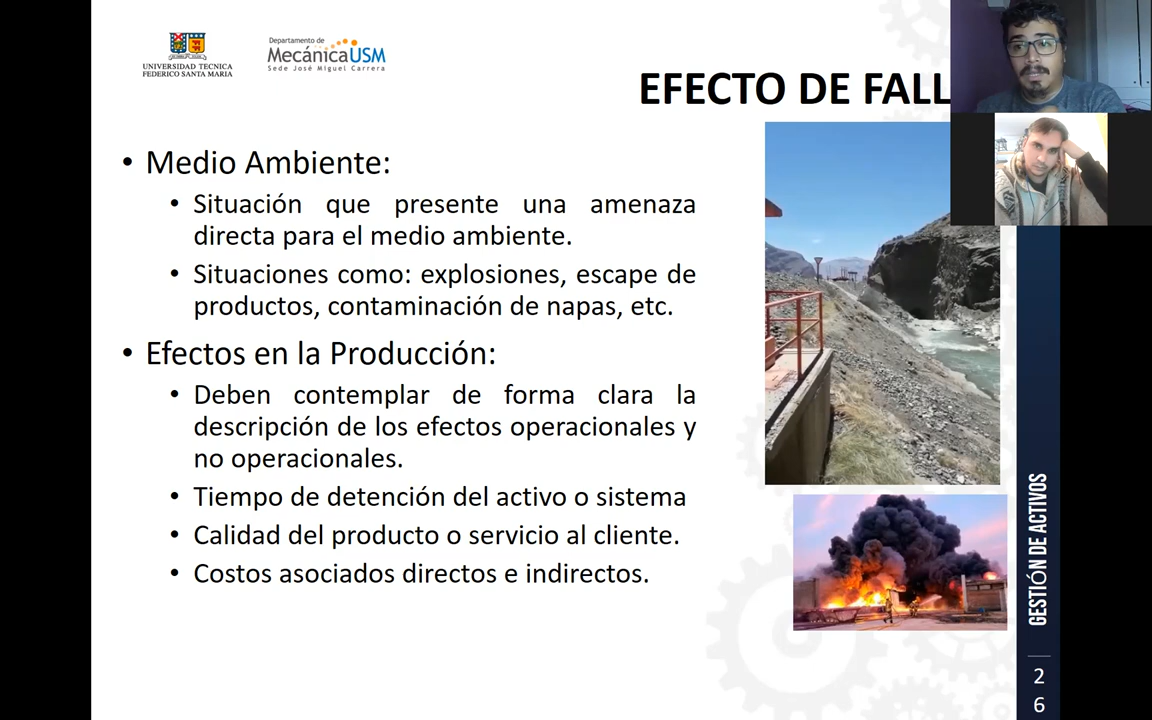 UNIVERSIDAD TECNICA
FEDERICO SANTA MARIA
Departamento de
MecánicaUSM
Sede José Miguel Carrera
EFECTO DE FALL
• Medio Ambiente:
• Situación que presente una amenaza
directa para el medio ambiente.
• Situaciones como: explosiones, escape de
productos, contaminación de napas, etc.
• Efectos en la Producción:
• Deben contemplar de forma clara la
descripción de los efectos operacionales y
no operacionales.
• Tiempo de detención del activo o sistema
• Calidad del producto o servicio al cliente.
• Costos asociados directos e indirectos.
GESTIÓN DE ACTIVOS
2
6